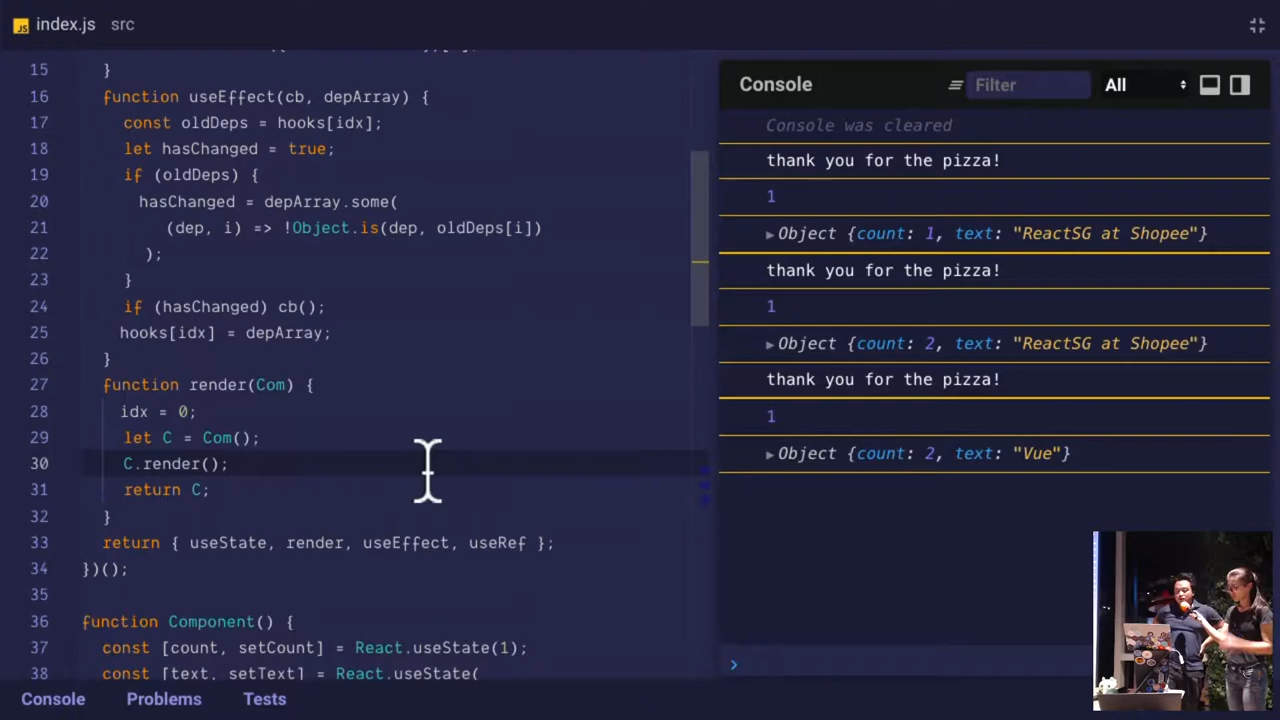 index.js src
15 }
16 function useEffect(cb, depArray) {
17 const oldDeps = hooks[idx];
18 let hasChanged = true;
19 if (oldDeps) {
20 hasChanged = depArray.some(
21 (dep, i) => !Object.is(dep, oldDeps[i])
22 );
23 }
24 if (hasChanged) cb();
25 hooks[idx] = depArray;
26 }
27 function render(Com) {
28 idx = 0;
29 let C = Com();
30 C.render();
31 return C;
32 }
33 return { useState, render, useEffect, useRef };
34 })();
35
36 function Component() {
37 const [count, setCount] = React.useState(1);
38 const [text, setText] = React.useState(
Console Filter All
Console was cleared
thank you for the pizza!
1
▸Object {count: 1, text: "ReactSG at Shopee"}
thank you for the pizza!
1
▸Object {count: 2, text: "ReactSG at Shopee"}
thank you for the pizza!
1
▸Object {count: 2, text: "Vue"}
›
Console Problems Tests